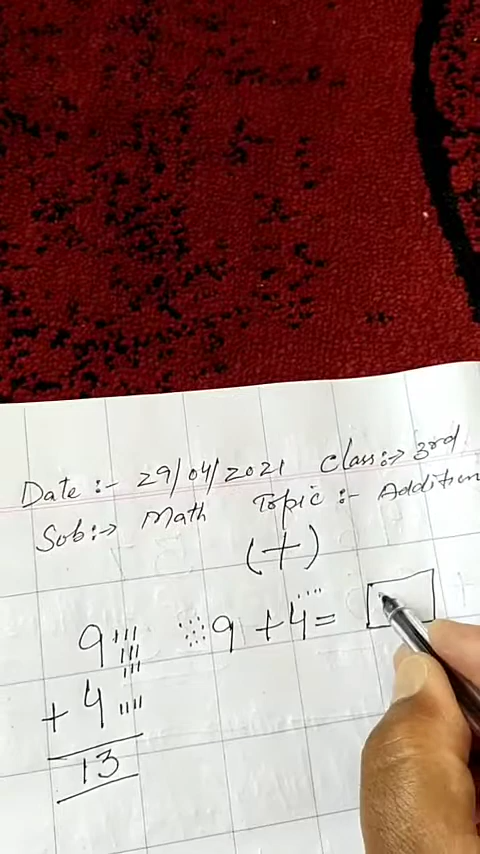 Date :- 29/04/2021 Class:-> 3rd
Sub:-> Math Topic :- Addition
(+)
9 + 4 =
9
+ 4
13